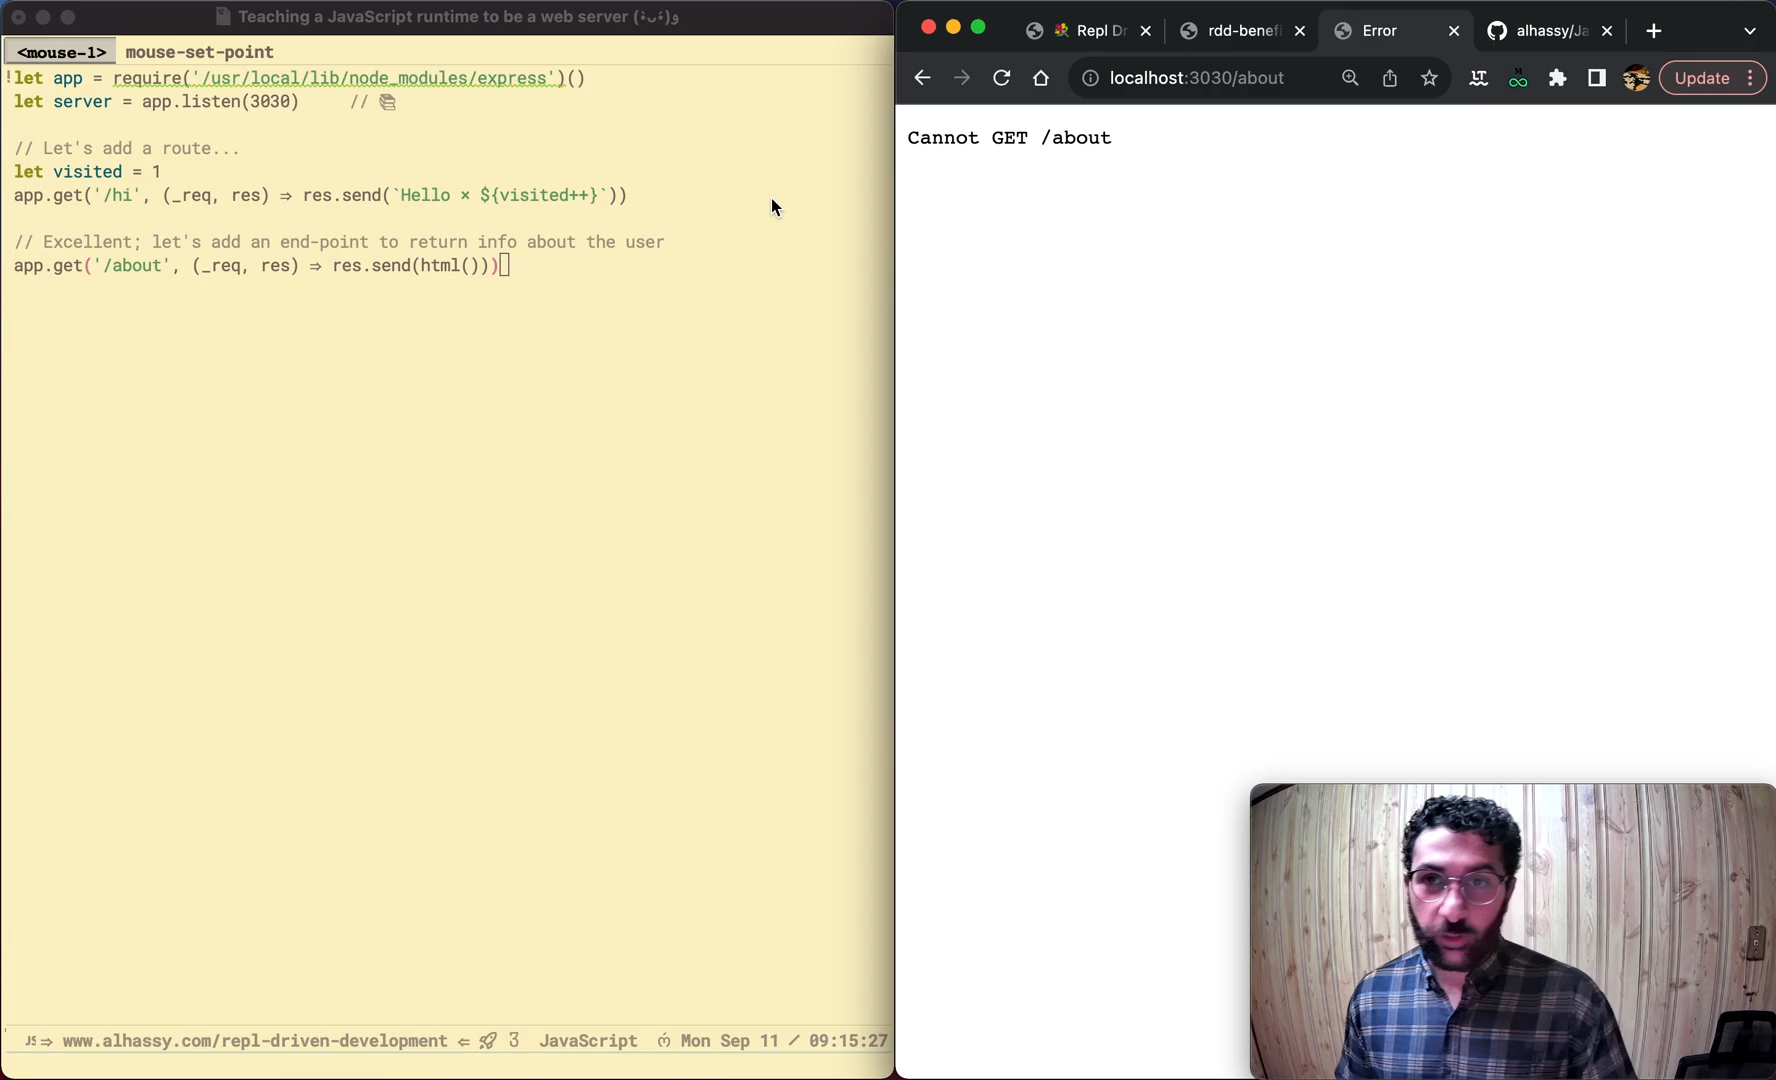 Teaching a JavaScript runtime to be a web server (•̀ᴗ•́)و
<mouse-1> mouse-set-point
!let app = require('/usr/local/lib/node_modules/express')()
let server = app.listen(3030) // 📚
// Let's add a route...
let visited = 1
app.get('/hi', (_req, res) ⇒ res.send(`Hello × ${visited++}`))
// Excellent; let's add an end-point to return info about the user
app.get('/about', (_req, res) ⇒ res.send(html()))
JS⇒ www.alhassy.com/repl-driven-development ⇐ 🚀 3 JavaScript Mon Sep 11 / 09:15:27
Repl Dr
rdd-benefi
Error
alhassy/Ja
localhost:3030/about
Update
Cannot GET /about